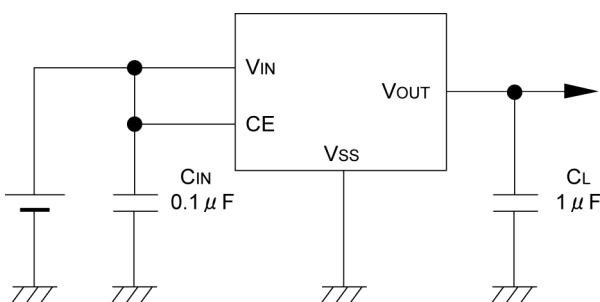 VIN
VOUT
CE
VSS
CIN
0.1 μF
CL
1 μF